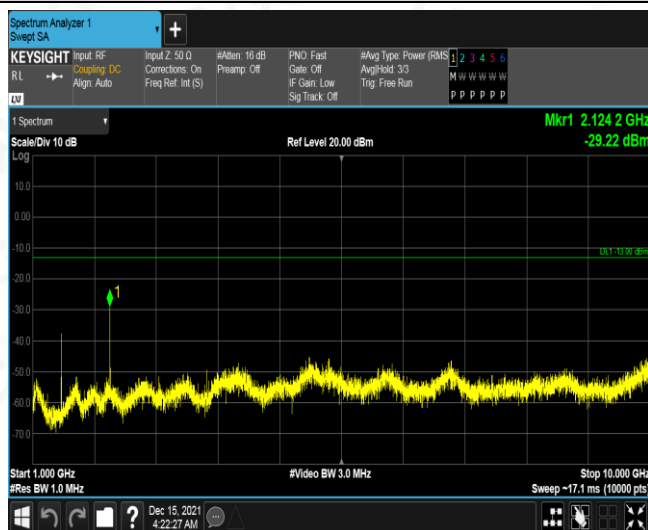 Spectrum Analyzer 1
Swept SA
+
KEYSIGHT Input: RF Input Z: 50 Ω #Atten: 16 dB PNO: Fast #Avg Type: Power (RMS 1 2 3 4 5 6
RL Coupling: DC Corrections: On Preamp: Off Gate: Off Avg|Hold: 3/3 M W W W W W
Align: Auto Freq Ref: Int (S) IF Gain: Low Trig: Free Run
Sig Track: Off P P P P P P
LXI
1 Spectrum Mkr1 2.124 2 GHz
Scale/Div 10 dB Ref Level 20.00 dBm -29.22 dBm
Log
10.0
0.00
-10.0
DL1 -13.00 dBm
-20.0
1
-30.0
-40.0
-50.0
-60.0
-70.0
Start 1.000 GHz #Video BW 3.0 MHz Stop 10.000 GHz
#Res BW 1.0 MHz Sweep ~17.1 ms (10000 pts)
? Dec 15, 2021
4:22:27 AM